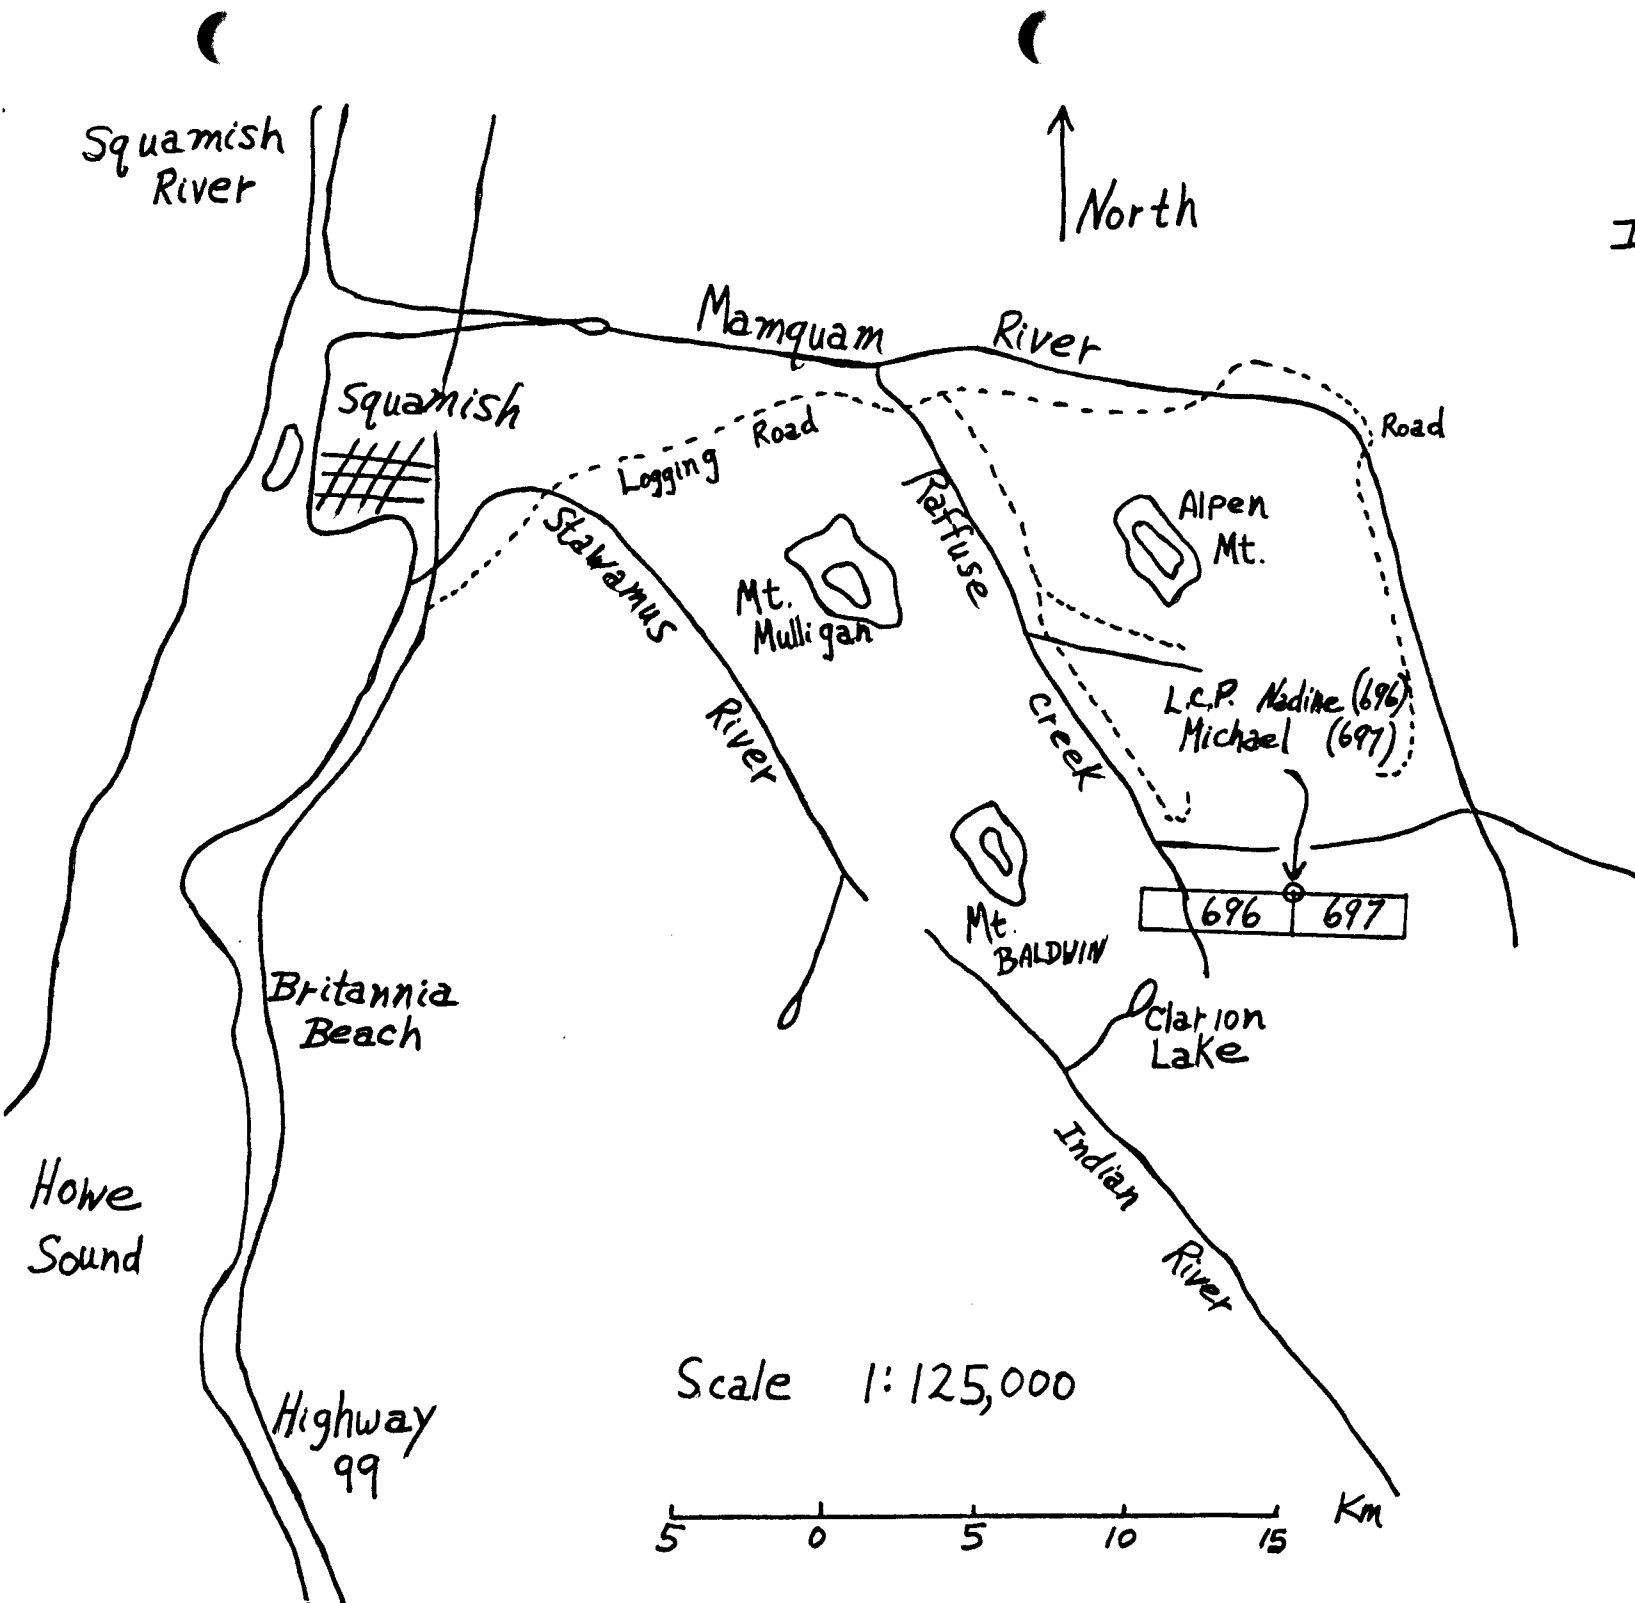 Squamish
River
North
Mamquam River
Squamish
Road
Logging Road
Stawamus
River
Raffuse
Creek
Alpen
Mt.
Mt.
Mulligan
L.C.P. Nadine (696)
Michael (697)
696 697
Mt.
BALDWIN
Clarion
Lake
Britannia
Beach
Indian
River
Howe
Sound
Scale 1:125,000
Highway
99
Km
5 0 5 10 15